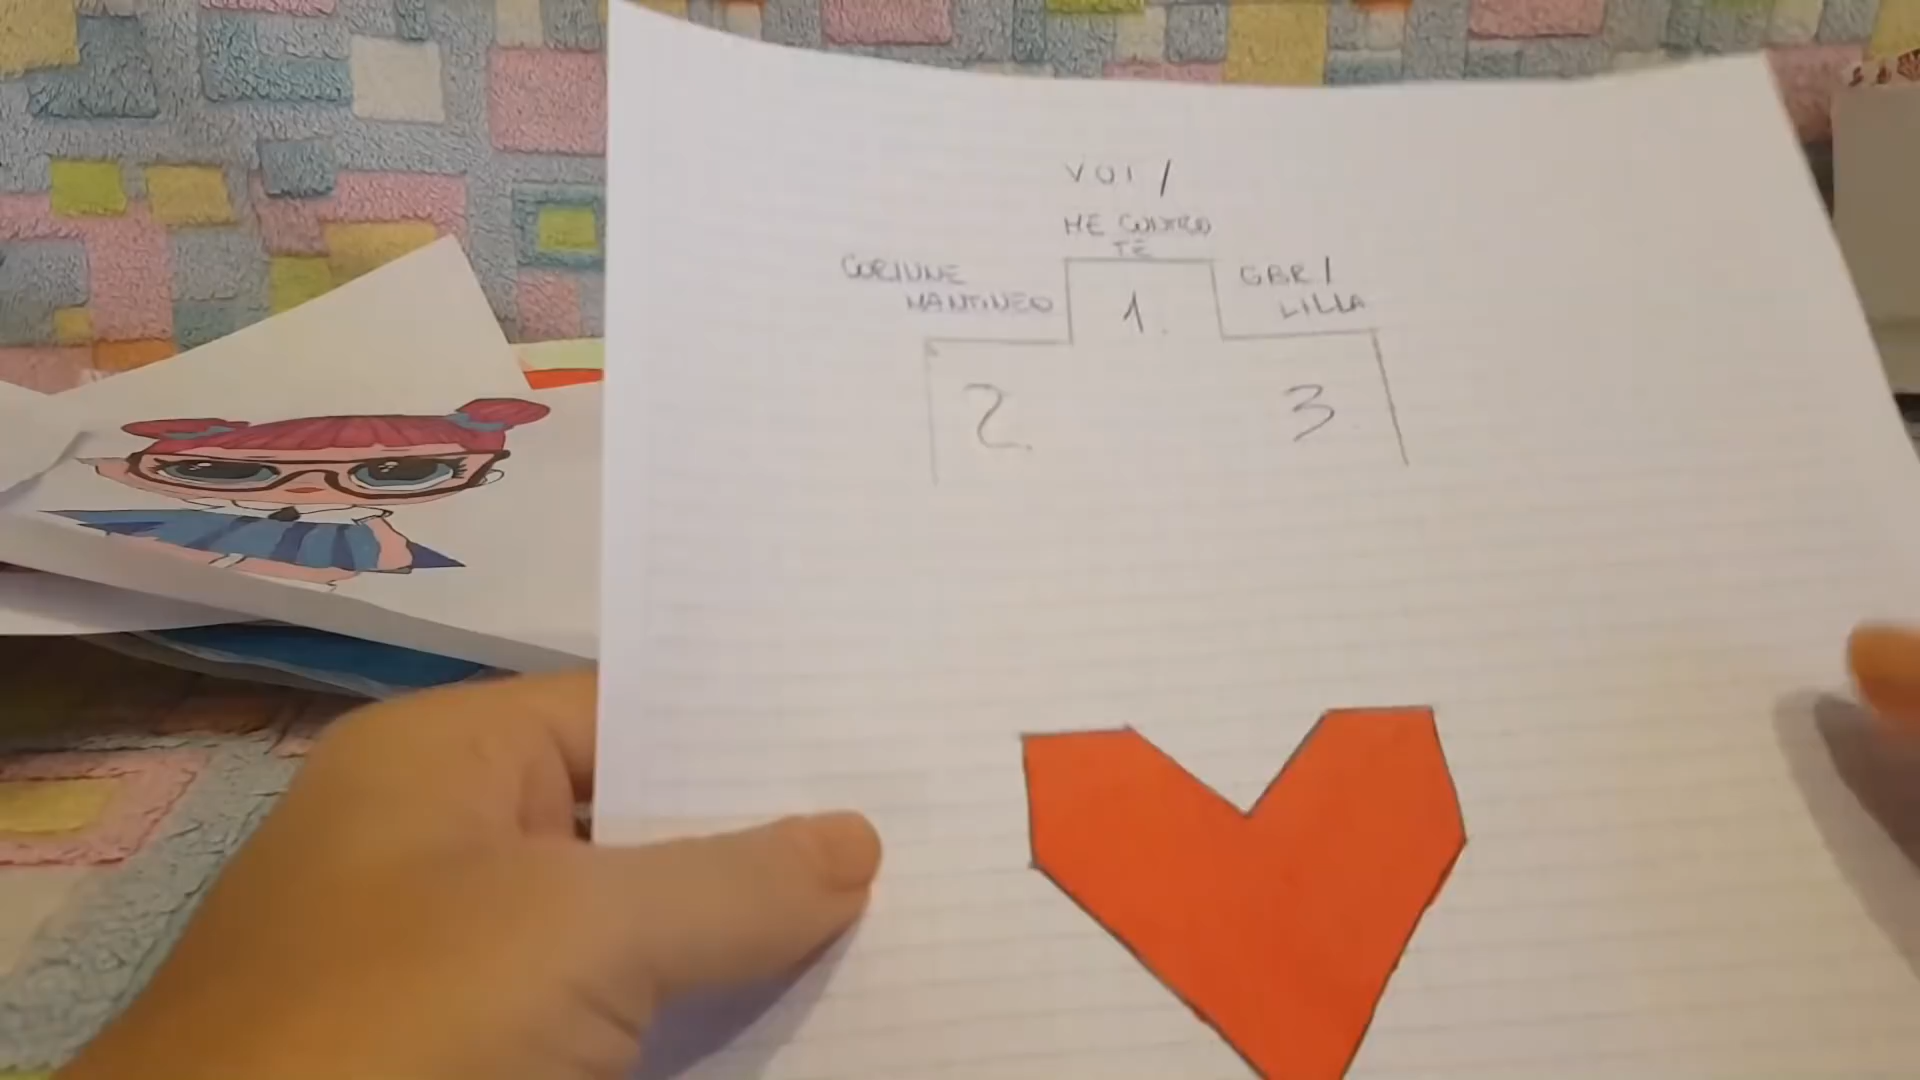 VOI /
ME CONTRO
TE
CORINNE
MANTINEO
GBR /
LILLA
1.
2.
3.